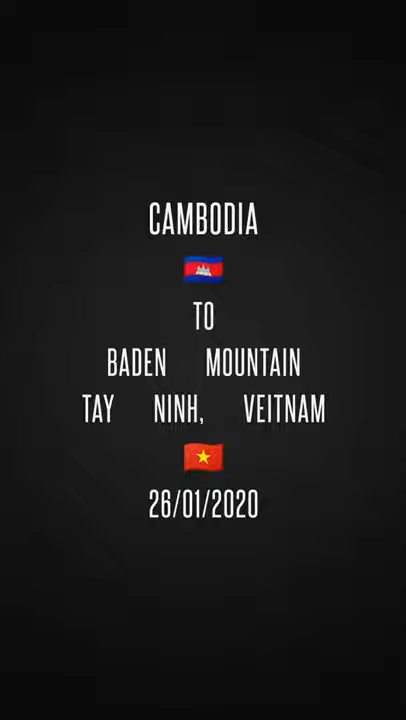 CAMBODIA
🇰🇭
TO
BADEN MOUNTAIN
TAY NINH, VEITNAM
🇻🇳
26/01/2020